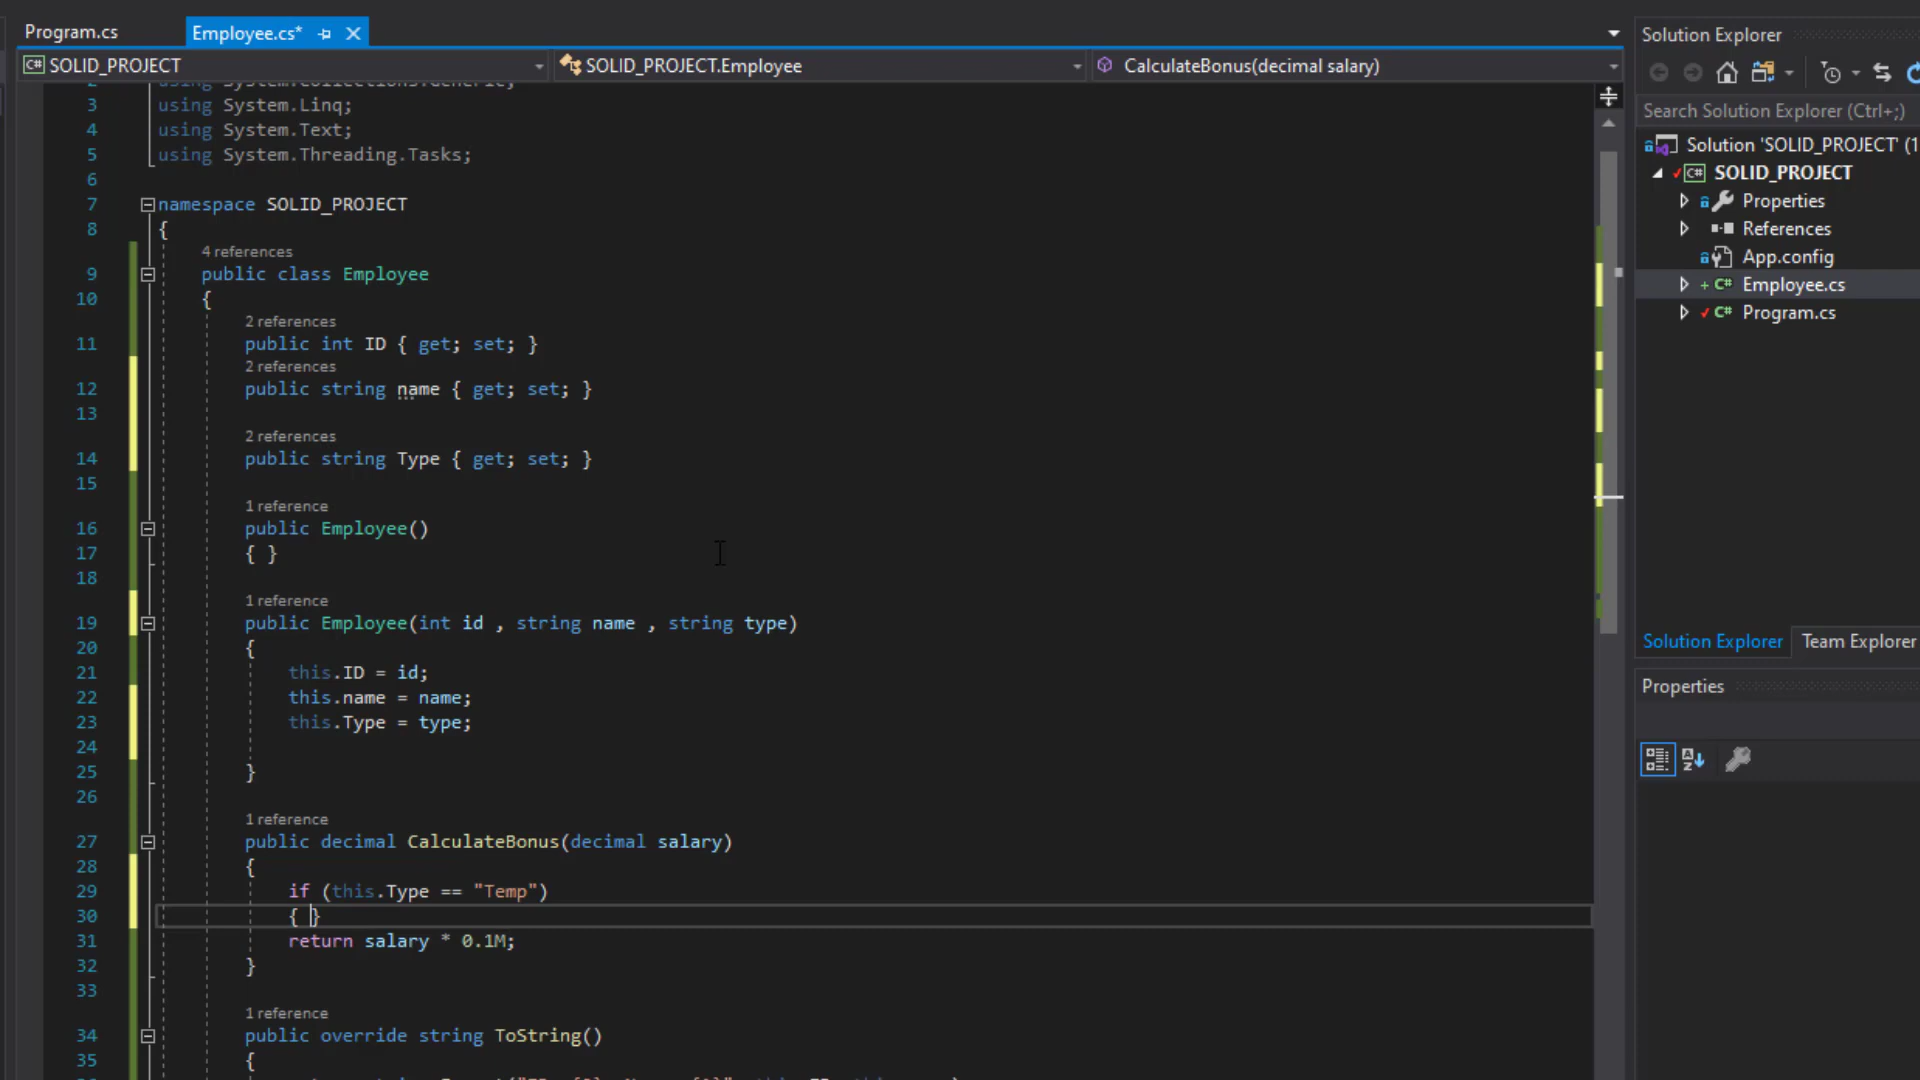 Program.cs
Employee.cs*
SOLID_PROJECT
SOLID_PROJECT.Employee
CalculateBonus(decimal salary)
3 using System.Linq;
4 using System.Text;
5 using System.Threading.Tasks;
6
7 namespace SOLID_PROJECT
8 {
4 references
9 public class Employee
10 {
2 references
11 public int ID { get; set; }
2 references
12 public string name { get; set; }
13
2 references
14 public string Type { get; set; }
15
1 reference
16 public Employee()
17 { }
18
1 reference
19 public Employee(int id , string name , string type)
20 {
21 this.ID = id;
22 this.name = name;
23 this.Type = type;
24
25 }
26
1 reference
27 public decimal CalculateBonus(decimal salary)
28 {
29 if (this.Type == "Temp")
30 { }
31 return salary * 0.1M;
32 }
33
1 reference
34 public override string ToString()
35 {
Solution Explorer
Search Solution Explorer (Ctrl+;)
Solution 'SOLID_PROJECT' (1
SOLID_PROJECT
Properties
References
App.config
Employee.cs
Program.cs
Solution Explorer
Team Explorer
Properties